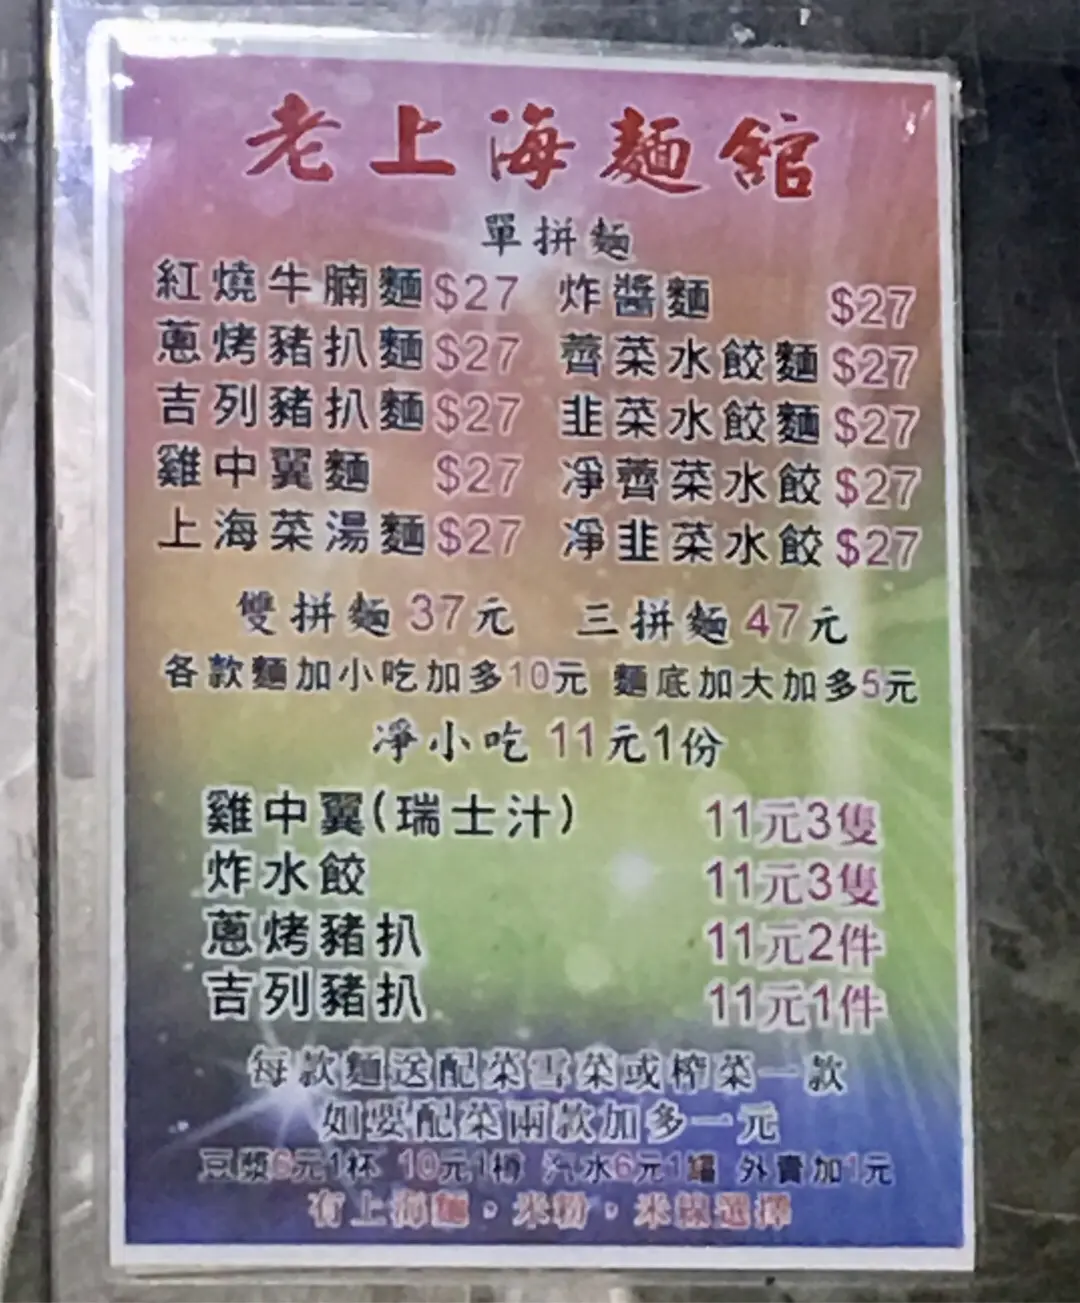 老上海麵舘
單拼麵
紅燒牛腩麵$27 炸醬麵 $27
蔥烤豬扒麵$27 薺菜水餃麵$27
吉列豬扒麵$27 韭菜水餃麵$27
雞中翼麵 $27 凈薺菜水餃$27
上海菜湯麵$27 凈韭菜水餃$27
雙拼麵37元 三拼麵47元
各款麵加小吃加多10元 麵底加大加多5元
凈小吃 11元1份
雞中翼(瑞士汁) 11元3隻
炸水餃 11元3隻
蔥烤豬扒 11元2件
吉列豬扒 11元1件
每款麵送配菜雪菜或榨菜一款
如要配菜兩款加多一元
豆漿6元1杯 10元1樽 汽水6元1罐 外賣加1元
有上海麵，米粉，米線選擇